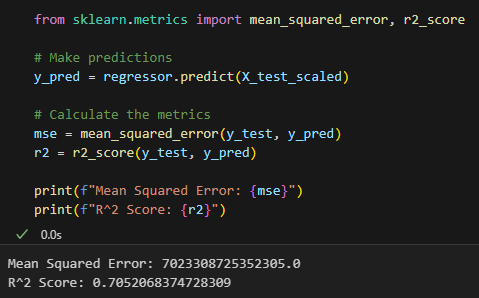 from sklearn.metrics import mean_squared_error, r2_score
# Make predictions
y_pred = regressor.predict(X_test_scaled)
# Calculate the metrics
mse = mean_squared_error(y_test, y_pred)
r2 = r2_score(y_test, y_pred)
print(f"Mean Squared Error: {mse}")
print(f"R^2 Score: {r2}")
0.0s
Mean Squared Error: 7023308725352305.0
R^2 Score: 0.7052068374728309